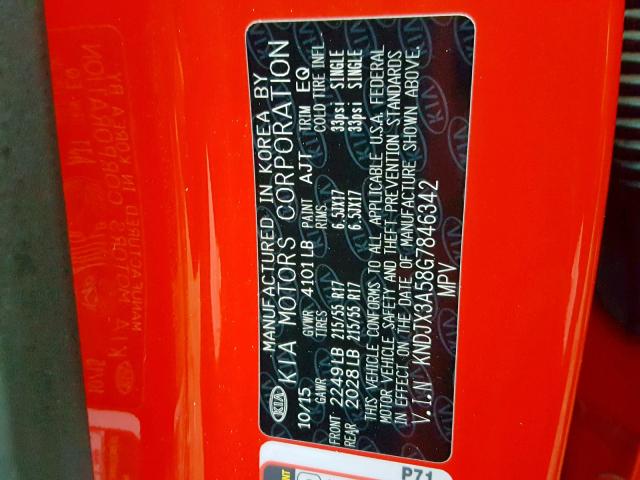 MANUFACTURED IN KOREA BY
KIA KIA MOTORS CORPORATION
10/15 GVWR 4101LB PAINT AJT TRIM EQ
GAWR TIRES RIMS COLD TIRE INFL.
FRONT 2249LB 215/55 R17 6.5JX17 33psi SINGLE
REAR 2028LB 215/55 R17 6.5JX17 33psi SINGLE
THIS VEHICLE CONFORMS TO ALL APPLICABLE U.S.A. FEDERAL
MOTOR VEHICLE SAFETY AND THEFT PREVENTION STANDARDS
IN EFFECT ON THE DATE OF MANUFACTURE SHOWN ABOVE.
V.I.N KNDJX3A58G7846342
MPV
P71